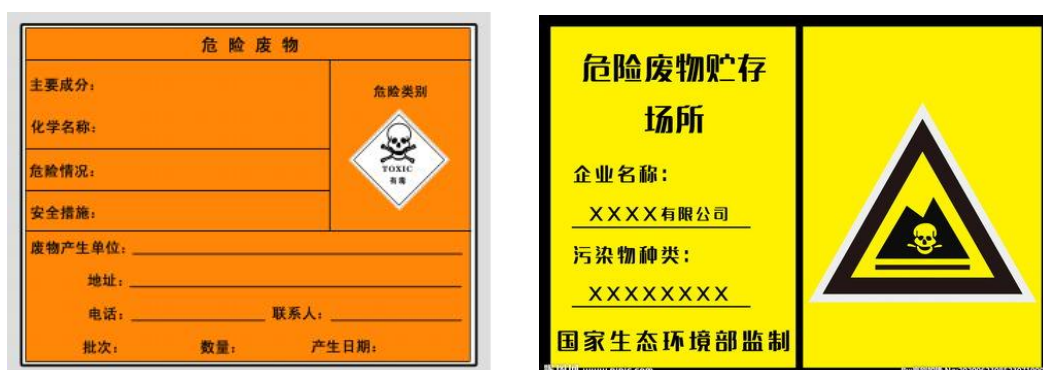 危险废物
主要成分：
化学名称：
危险情况：
安全措施：
危险类别
TOXIC
有毒
废物产生单位：
地址：
电话： 联系人：
批次： 数量： 产生日期：
危险废物贮存
场所
企业名称：
XXXX有限公司
污染物种类：
XXXXXXXX
国家生态环境部监制